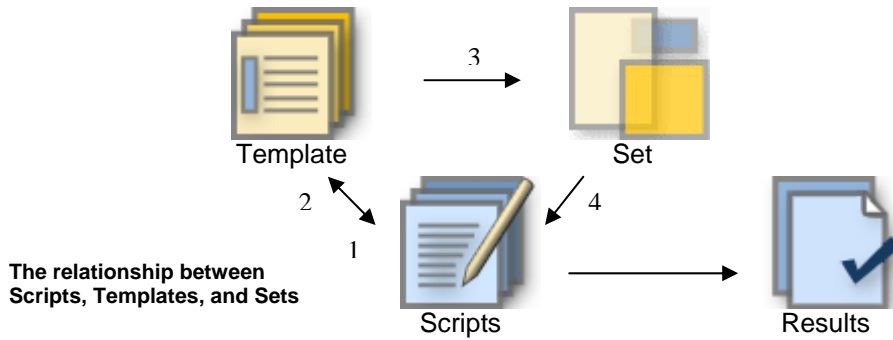 3
Template
Set
2
4
1
The relationship between
Scripts, Templates, and Sets
Scripts
Results